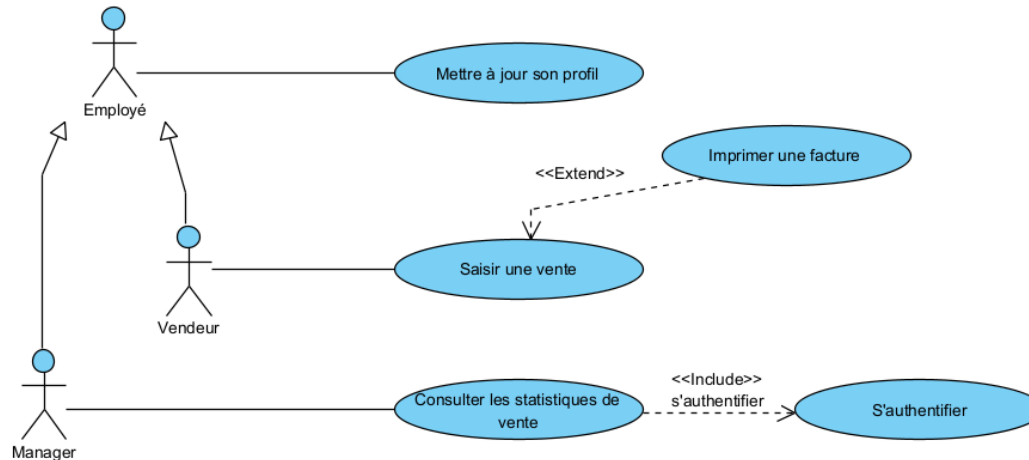 Mettre à jour son profil
Employé
Imprimer une facture
<<Extend>>
Saisir une vente
Vendeur
<<Include>>
s'authentifier
Consulter les statistiques de
vente
S'authentifier
Manager